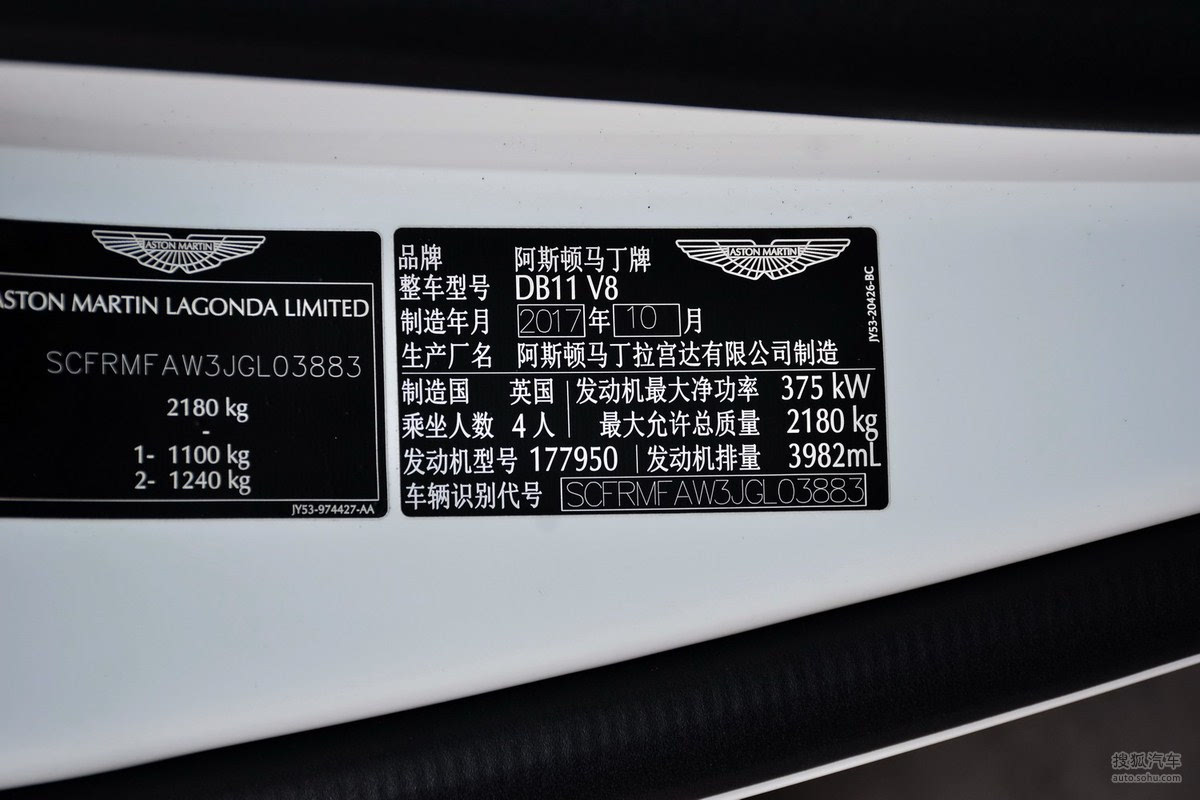 ASTON MARTIN
ASTON MARTIN LAGONDA LIMITED
SCFRMFAW3JGL03883
2180 kg
-
1- 1100 kg
2- 1240 kg
JY53-974427-AA
ASTON MARTIN
品牌 阿斯顿马丁牌
整车型号 DB11 V8
制造年月 2017 年 10 月
生产厂名 阿斯顿马丁拉宫达有限公司制造
制造国 英国 发动机最大净功率 375 kW
乘坐人数 4 人 最大允许总质量 2180 kg
发动机型号 177950 发动机排量 3982mL
车辆识别代号 SCFRMFAW3JGL03883
JY53-20426-BC
搜狐汽车
auto.sohu.com